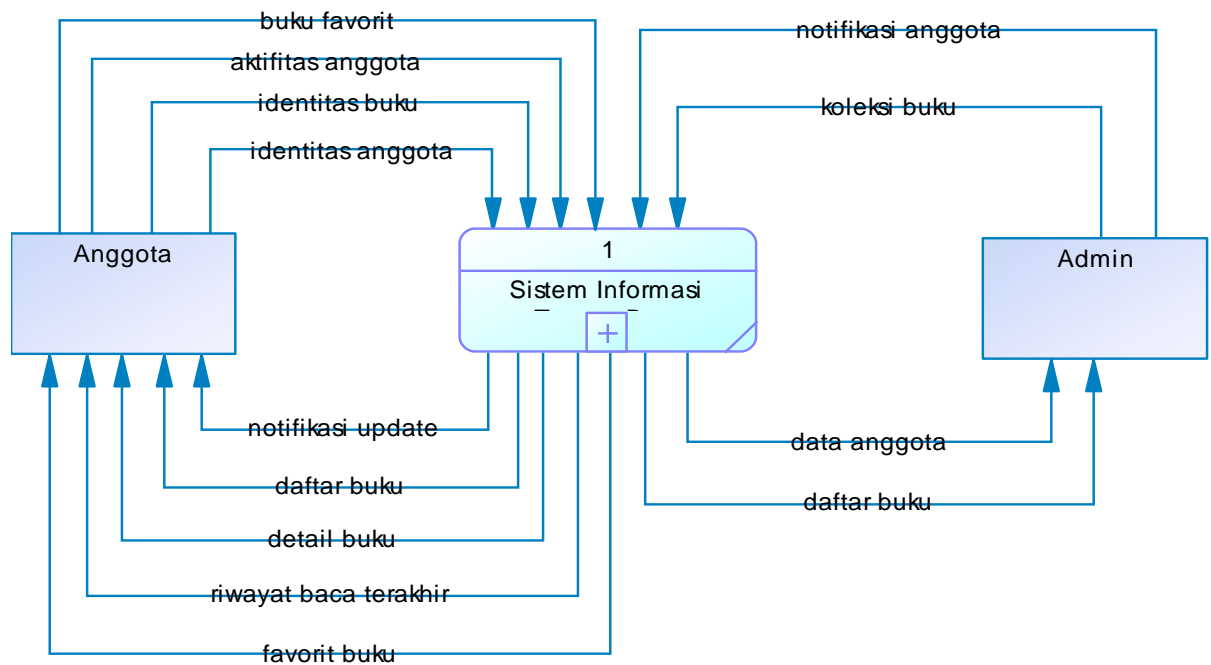 buku favorit
notifikasi anggota
aktifitas anggota
identitas buku
koleksi buku
identitas anggota
Anggota
1
Admin
Sistem Informasi
notifikasi update
data anggota
daftar buku
daftar buku
detail buku
riwayat baca terakhir
favorit buku